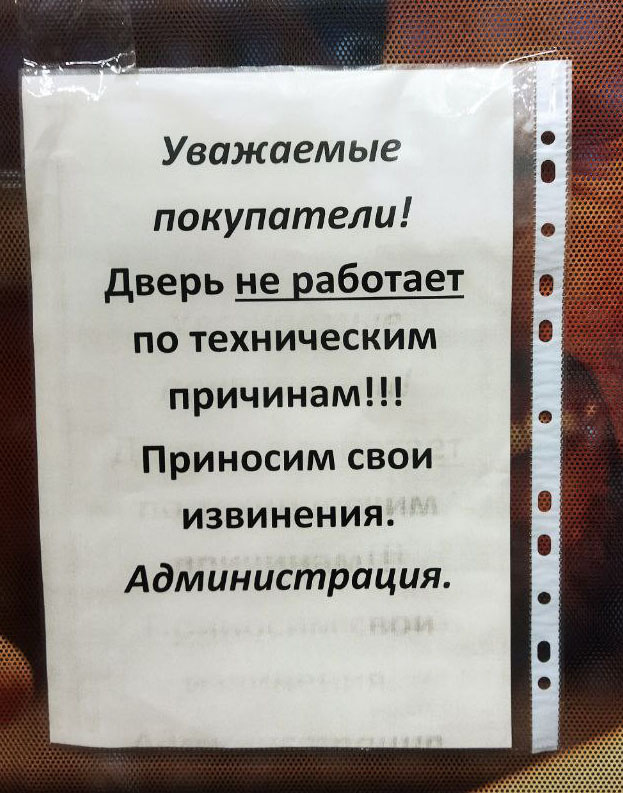 Уважаемые
покупатели!
Дверь не работает
по техническим
причинам!!!
Приносим свои
извинения.
Администрация.